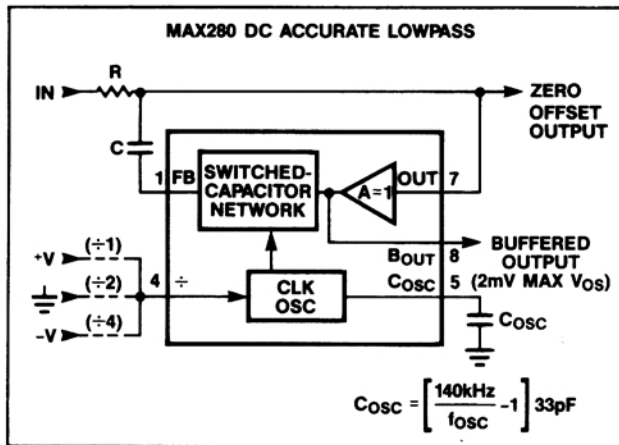 MAX280 DC ACCURATE LOWPASS
R
IN
ZERO
OFFSET
OUTPUT
C
1 FB
SWITCHED-
CAPACITOR
NETWORK
A=1
OUT 7
+V (÷1)
(÷2)
-V (÷4)
4 ÷
CLK
OSC
BOUT 8
BUFFERED
OUTPUT
(2mV MAX VOS)
COSC 5
COSC
COSC = [140kHz/fOSC -1] 33pF